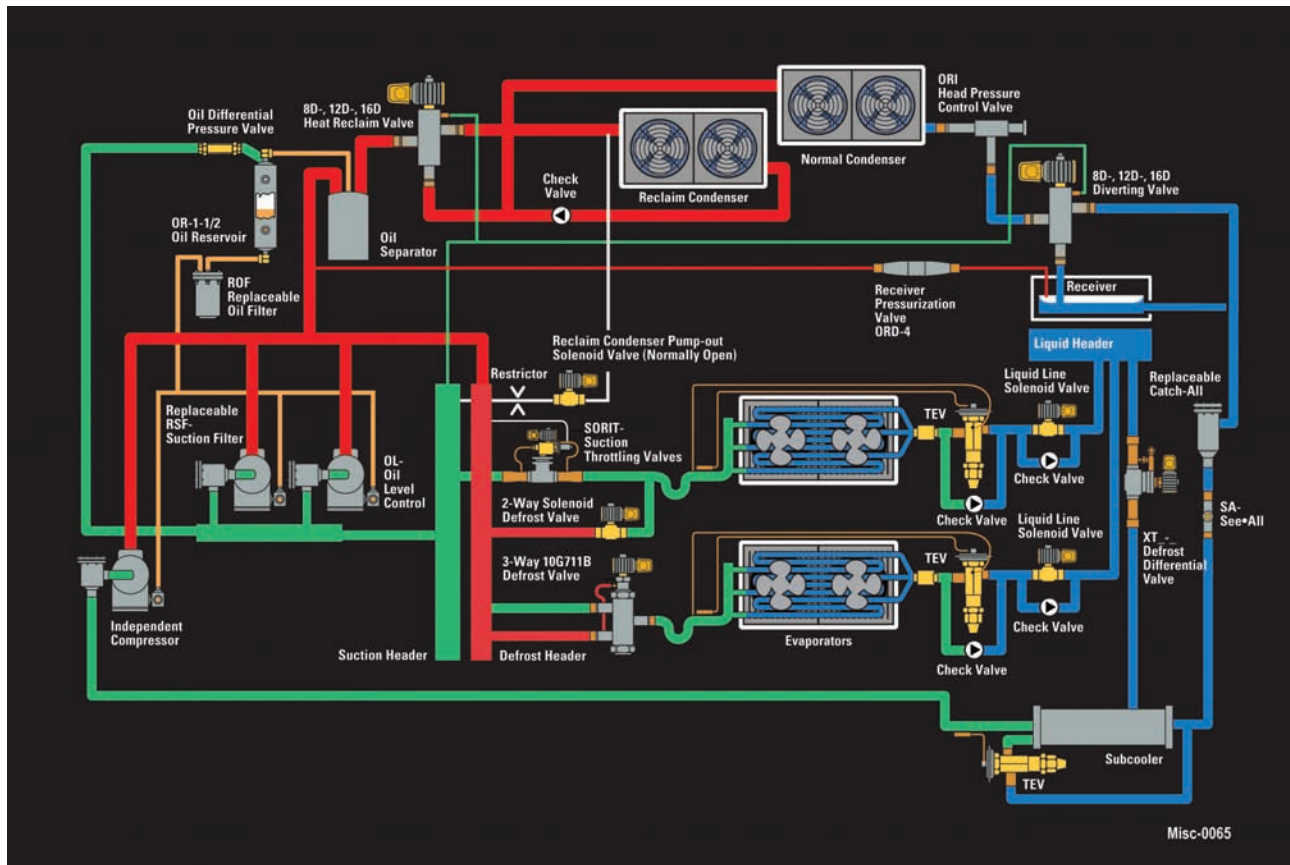 Oil Differential
Pressure Valve
8D-, 12D-, 16D
Heat Reclaim Valve
ORI
Head Pressure
Control Valve
Normal Condenser
8D-, 12D-, 16D
Diverting Valve
Check
Valve
Reclaim Condenser
OR-1-1/2
Oil Reservoir
Oil
Separator
ROF
Replaceable
Oil Filter
Receiver
Pressurization
Valve
ORD-4
Receiver
Liquid Header
Reclaim Condenser Pump-out
Solenoid Valve (Normally Open)
Restrictor
Liquid Line
Solenoid Valve
Replaceable
Catch-All
TEV
Replaceable
RSF-
Suction Filter
SORIT-
Suction
Throttling Valves
OL-
Oil
Level
Control
Check Valve
2-Way Solenoid
Defrost Valve
Check Valve
Liquid Line
Solenoid Valve
SA-
See•All
XT_-_
Defrost
Differential
Valve
3-Way 10G711B
Defrost Valve
TEV
Independent
Compressor
Evaporators
Check Valve
Suction Header
Defrost Header
Check Valve
Subcooler
TEV
Misc-0065